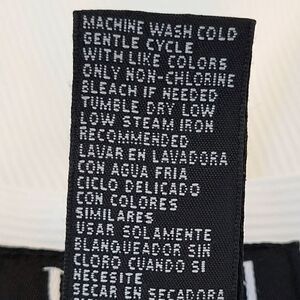 MACHINE WASH COLD
GENTLE CYCLE
WITH LIKE COLORS
ONLY NON-CHLORINE
BLEACH IF NEEDED
TUMBLE DRY LOW
LOW STEAM IRON
RECOMMENDED
LAVAR EN LAVADORA
CON AGUA FRIA
CICLO DELICADO
CON COLORES
SIMILARES
USAR SOLAMENTE
BLANQUEADOR SIN
CLORO CUANDO SI
NECESITE
SECAR EN SECADORA